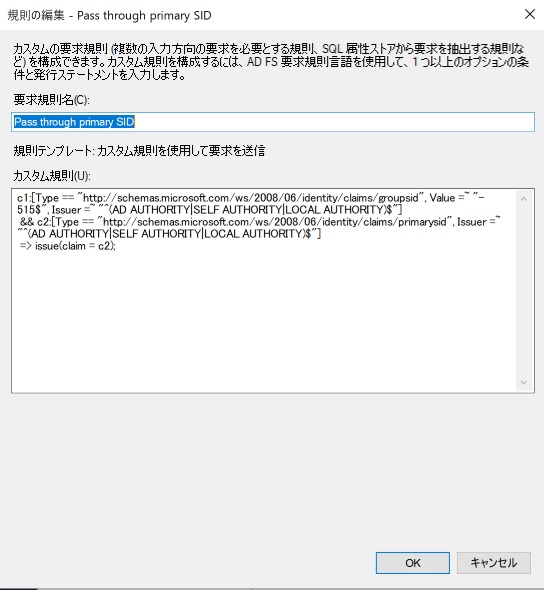 規則の編集 - Pass through primary SID
カスタムの要求規則 (複数の入力方向の要求を必要とする規則、SQL 属性ストアから要求を抽出する規則な
ど) を構成できます。カスタム規則を構成するには、AD FS 要求規則言語を使用して、1 つ以上のオプションの条
件と発行ステートメントを入力します。
要求規則名(C):
Pass through primary SID
規則テンプレート: カスタム規則を使用して要求を送信
カスタム規則(U):
c1:[Type == "http://schemas.microsoft.com/ws/2008/06/identity/claims/groupsid", Value =~ "-
515$", Issuer =~ "^(AD AUTHORITY|SELF AUTHORITY|LOCAL AUTHORITY)$"]
&& c2:[Type == "http://schemas.microsoft.com/ws/2008/06/identity/claims/primarysid", Issuer =~
"^(AD AUTHORITY|SELF AUTHORITY|LOCAL AUTHORITY)$"]
=> issue(claim = c2);
OK
キャンセル